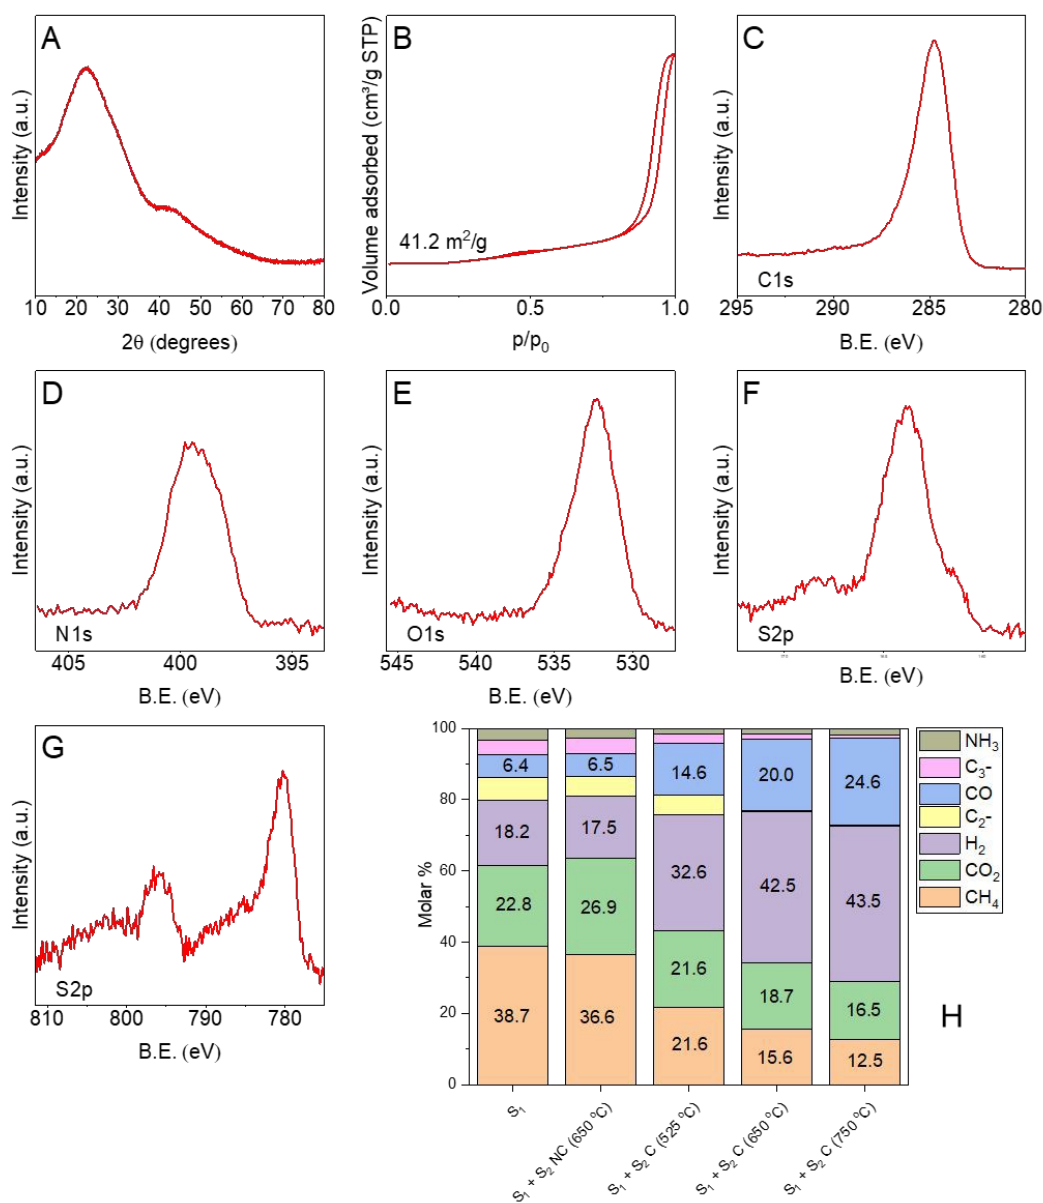 A
Intensity (a.u.)
10 20 30 40 50 60 70 80
2θ (degrees)
B
Volume adsorbed (cm³/g STP)
41.2 m²/g
0.0 0.5 1.0
p/p₀
C
Intensity (a.u.)
C1s
295 290 285 280
B.E. (eV)
D
Intensity (a.u.)
N1s
405 400 395
B.E. (eV)
E
Intensity (a.u.)
O1s
545 540 535 530
B.E. (eV)
F
Intensity (a.u.)
S2p
B.E. (eV)
G
Intensity (a.u.)
S2p
810 800 790 780
B.E. (eV)
H
Molar %
100
80
60
40
20
0
6.4
18.2
22.8
38.7
6.5
17.5
26.9
36.6
14.6
32.6
21.6
21.6
20.0
42.5
18.7
15.6
24.6
43.5
16.5
12.5
NH₃
C₃-
CO
C₂-
H₂
CO₂
CH₄
S₁
S₁ + S₂ NC (650 ºC)
S₁ + S₂ C (525 ºC)
S₁ + S₂ C (650 ºC)
S₁ + S₂ C (750 ºC)